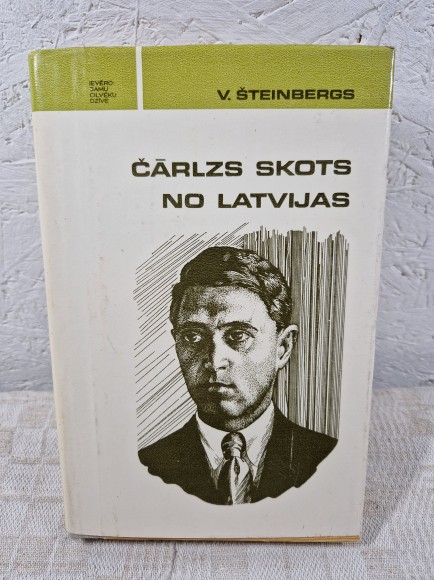 IEVĒRO-
JAMU
CILVĒKU
DZĪVE
V. ŠTEINBERGS
ČĀRLZS SKOTS
NO LATVIJAS